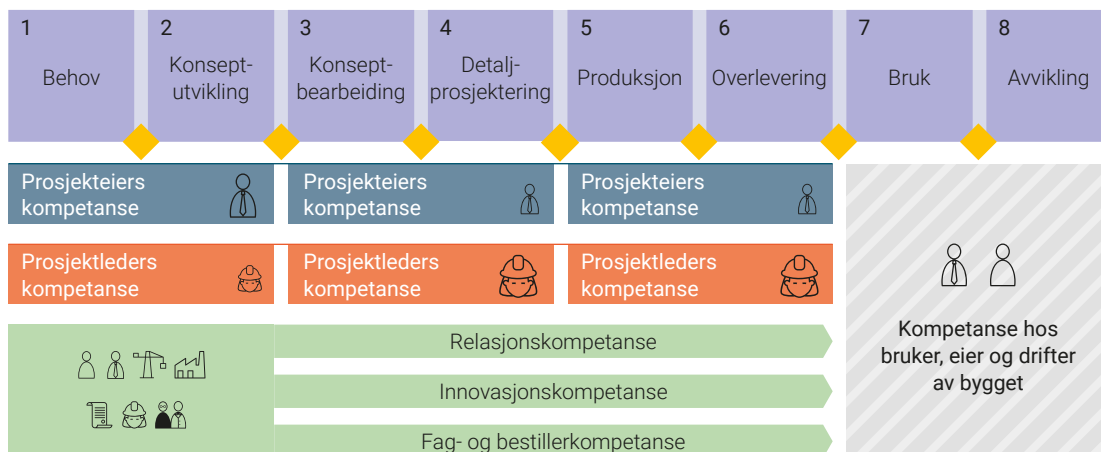 1
Behov
2
Konsept-
utvikling
3
Konsept-
bearbeiding
4
Detalj-
prosjektering
5
Produksjon
6
Overlevering
7
Bruk
8
Avvikling
Prosjekteiers
kompetanse
Prosjekteiers
kompetanse
Prosjekteiers
kompetanse
Prosjektleders
kompetanse
Prosjektleders
kompetanse
Prosjektleders
kompetanse
Relasjonskompetanse
Innovasjonskompetanse
Fag- og bestillerkompetanse
Kompetanse hos
bruker, eier og drifter
av bygget